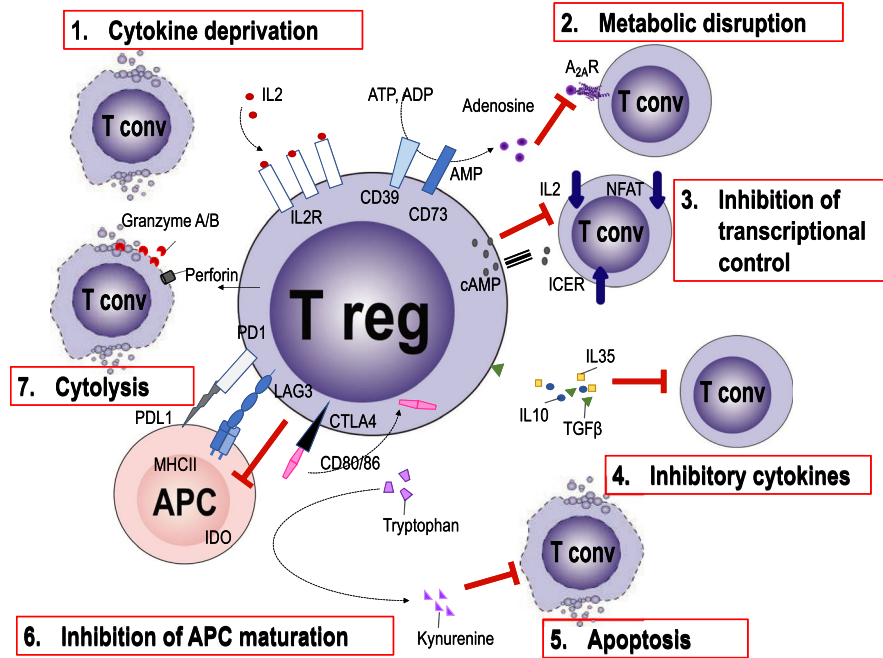 1. Cytokine deprivation
2. Metabolic disruption
T conv
IL2
ATP, ADP
Adenosine
A2AR
T conv
AMP
CD39
CD73
IL2R
IL2
NFAT
T conv
ICER
3. Inhibition of
transcriptional
control
Granzyme A/B
Perforin
T conv
cAMP
T reg
PD1
7. Cytolysis
LAG3
PDL1
CTLA4
CD80/86
MHCII
APC
IDO
IL35
IL10
TGFβ
T conv
4. Inhibitory cytokines
Tryptophan
T conv
Kynurenine
6. Inhibition of APC maturation
5. Apoptosis